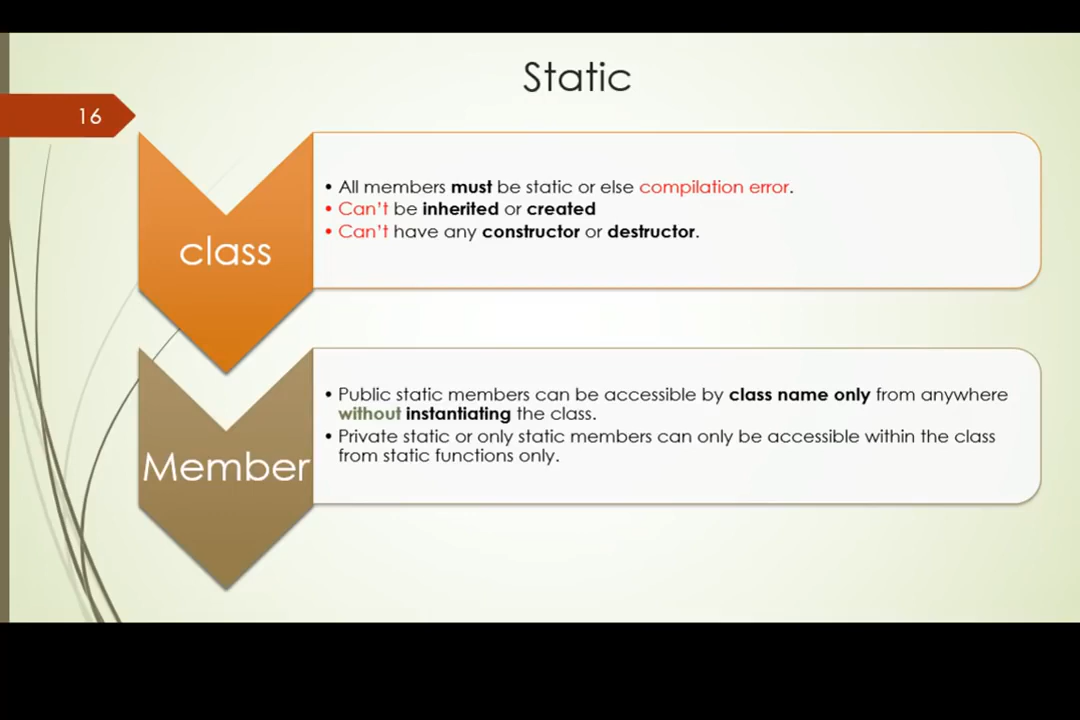 Static
16
• All members must be static or else compilation error.
• Can't be inherited or created
• Can't have any constructor or destructor.
class
• Public static members can be accessible by class name only from anywhere
without instantiating the class.
• Private static or only static members can only be accessible within the class
from static functions only.
Member